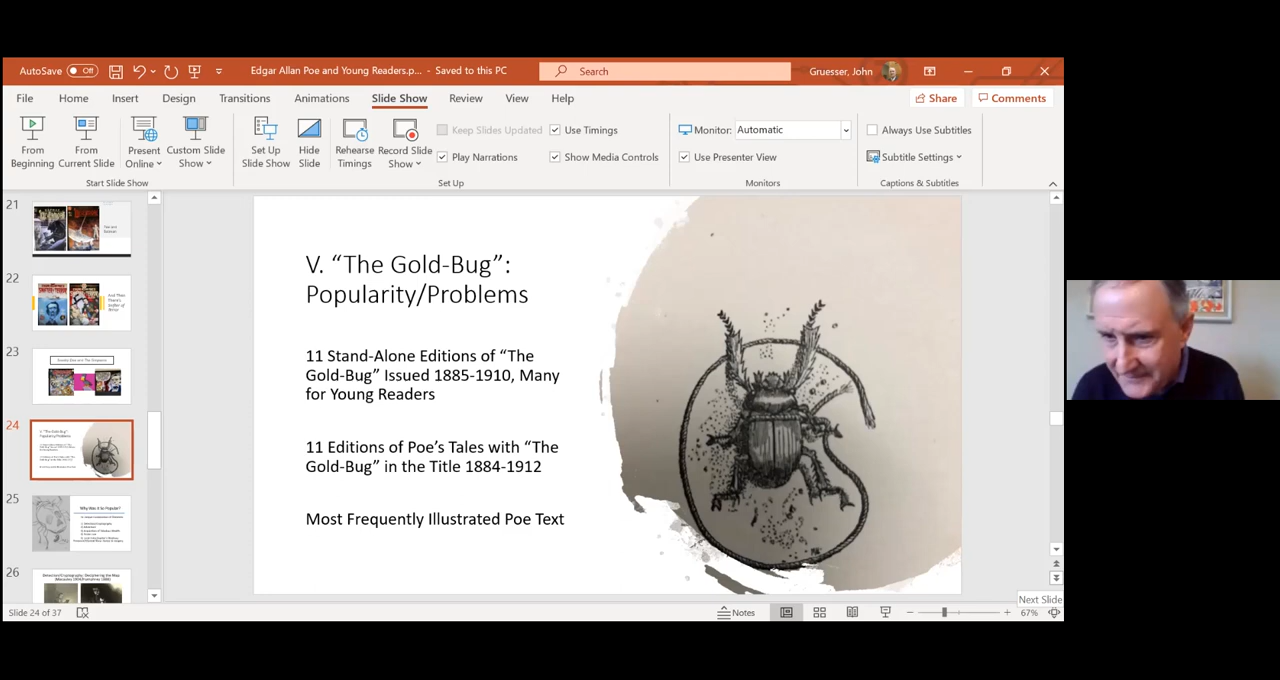 AutoSave Off
Edgar Allan Poe and Young Readers.p... - Saved to this PC
Search
Gruesser, John
File Home Insert Design Transitions Animations Slide Show Review View Help
Share Comments
From Beginning
From Current Slide
Present Online
Custom Slide Show
Start Slide Show
Set Up Slide Show
Hide Slide
Rehearse Timings
Record Slide Show
Keep Slides Updated
Play Narrations
Use Timings
Show Media Controls
Set Up
Monitor: Automatic
Use Presenter View
Monitors
Always Use Subtitles
Subtitle Settings
Captions & Subtitles
21
22
23
24
25
Why Was It So Popular?
26
V. “The Gold-Bug”:
Popularity/Problems
11 Stand-Alone Editions of “The
Gold-Bug” Issued 1885-1910, Many
for Young Readers
11 Editions of Poe’s Tales with “The
Gold-Bug” in the Title 1884-1912
Most Frequently Illustrated Poe Text
Next Slide
Slide 24 of 37
Notes
67%